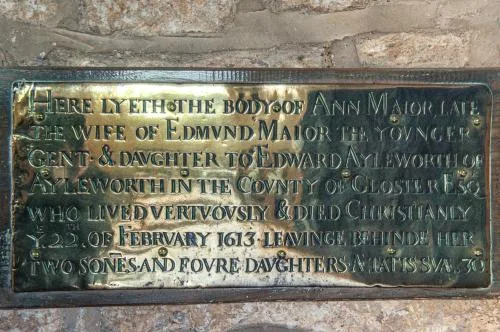 HERE LYETH THE BODY OF ANN MAIOR LATE
THE WIFE OF EDMVND MAIOR THE YOVNGER
GENT & DAVGHTER TO EDWARD AYLEWORTH OF
AYLEWORTH IN THE COVNTY OF GLOSTER ESQ
WHO LIVED VERTVOVSLY & DIED CHRISTIANLY
Y^E 22^TH OF FEBRVARY 1613 LEAVINGE BEHINDE HER
TWO SOÑES AND FOVRE DAVGHTERS ÆTATIS SVÆ 30